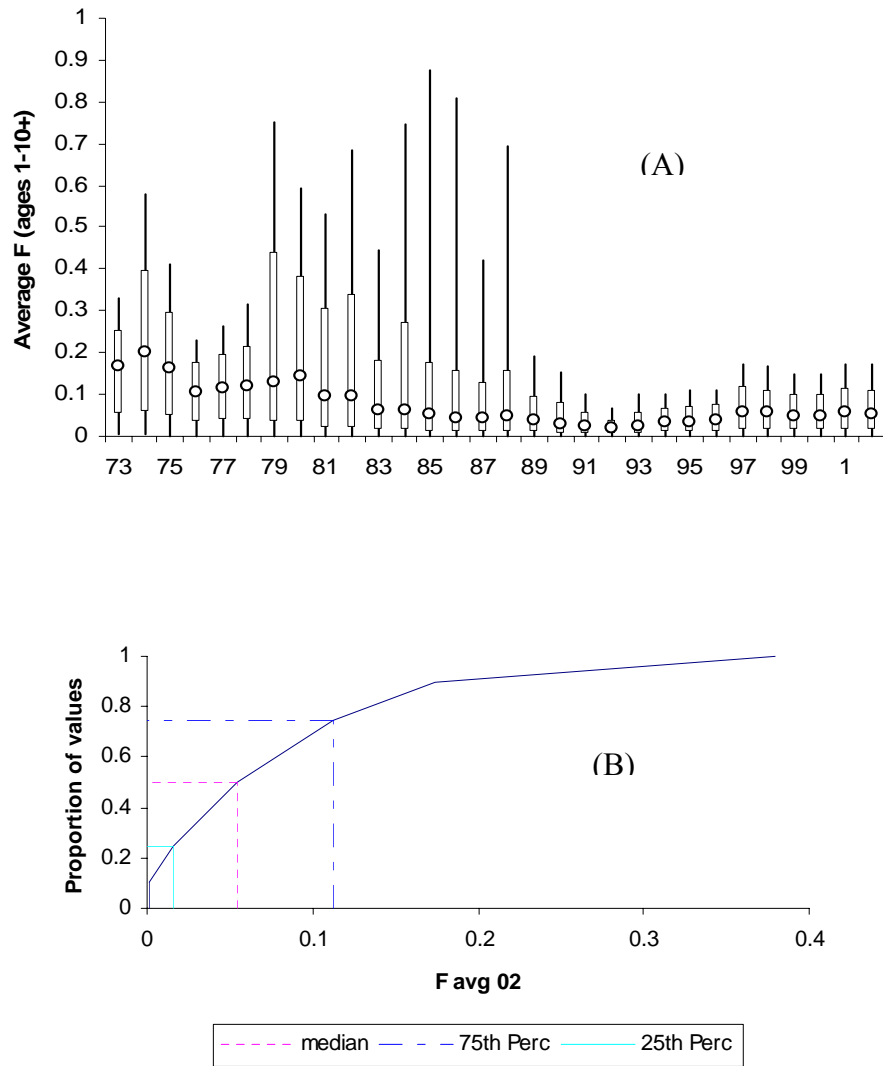 1
0.9
0.8
0.7
0.6
0.5
0.4
0.3
0.2
0.1
0
Average F (ages 1-10+)
(A)
73 75 77 79 81 83 85 87 89 91 93 95 97 99 1
1
0.8
0.6
0.4
0.2
0
Proportion of values
(B)
0 0.1 0.2 0.3 0.4
F avg 02
median 75th Perc 25th Perc